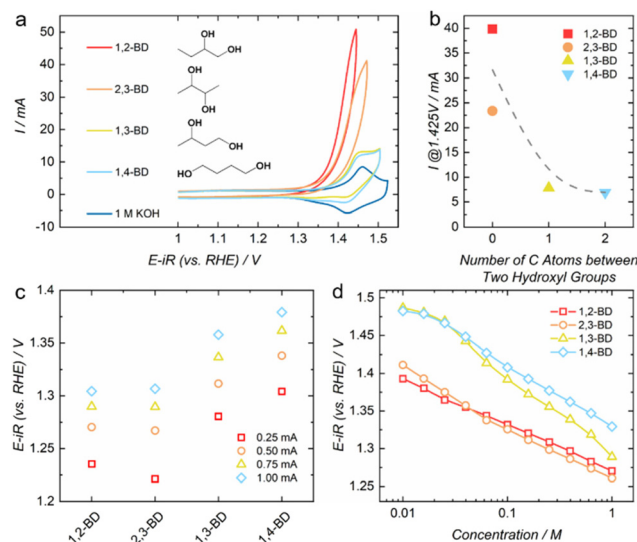 a
50
40
30
20
10
0
-10
I / mA
1,2-BD
2,3-BD
1,3-BD
1,4-BD
1 M KOH
OH
OH
OH
OH
OH
OH
HO
OH
1
1.1
1.2
1.3
1.4
1.5
E-iR (vs. RHE) / V
b
45
40
35
30
25
20
15
10
5
0
I @1.425V / mA
1,2-BD
2,3-BD
1,3-BD
1,4-BD
0
1
2
Number of C Atoms between
Two Hydroxyl Groups
c
1.4
1.35
1.3
1.25
1.2
E-iR (vs. RHE) / V
0.25 mA
0.50 mA
0.75 mA
1.00 mA
1,2-BD
2,3-BD
1,3-BD
1,4-BD
d
1.5
1.45
1.4
1.35
1.3
1.25
E-iR (vs. RHE) / V
1,2-BD
2,3-BD
1,3-BD
1,4-BD
0.01
0.1
1
Concentration / M